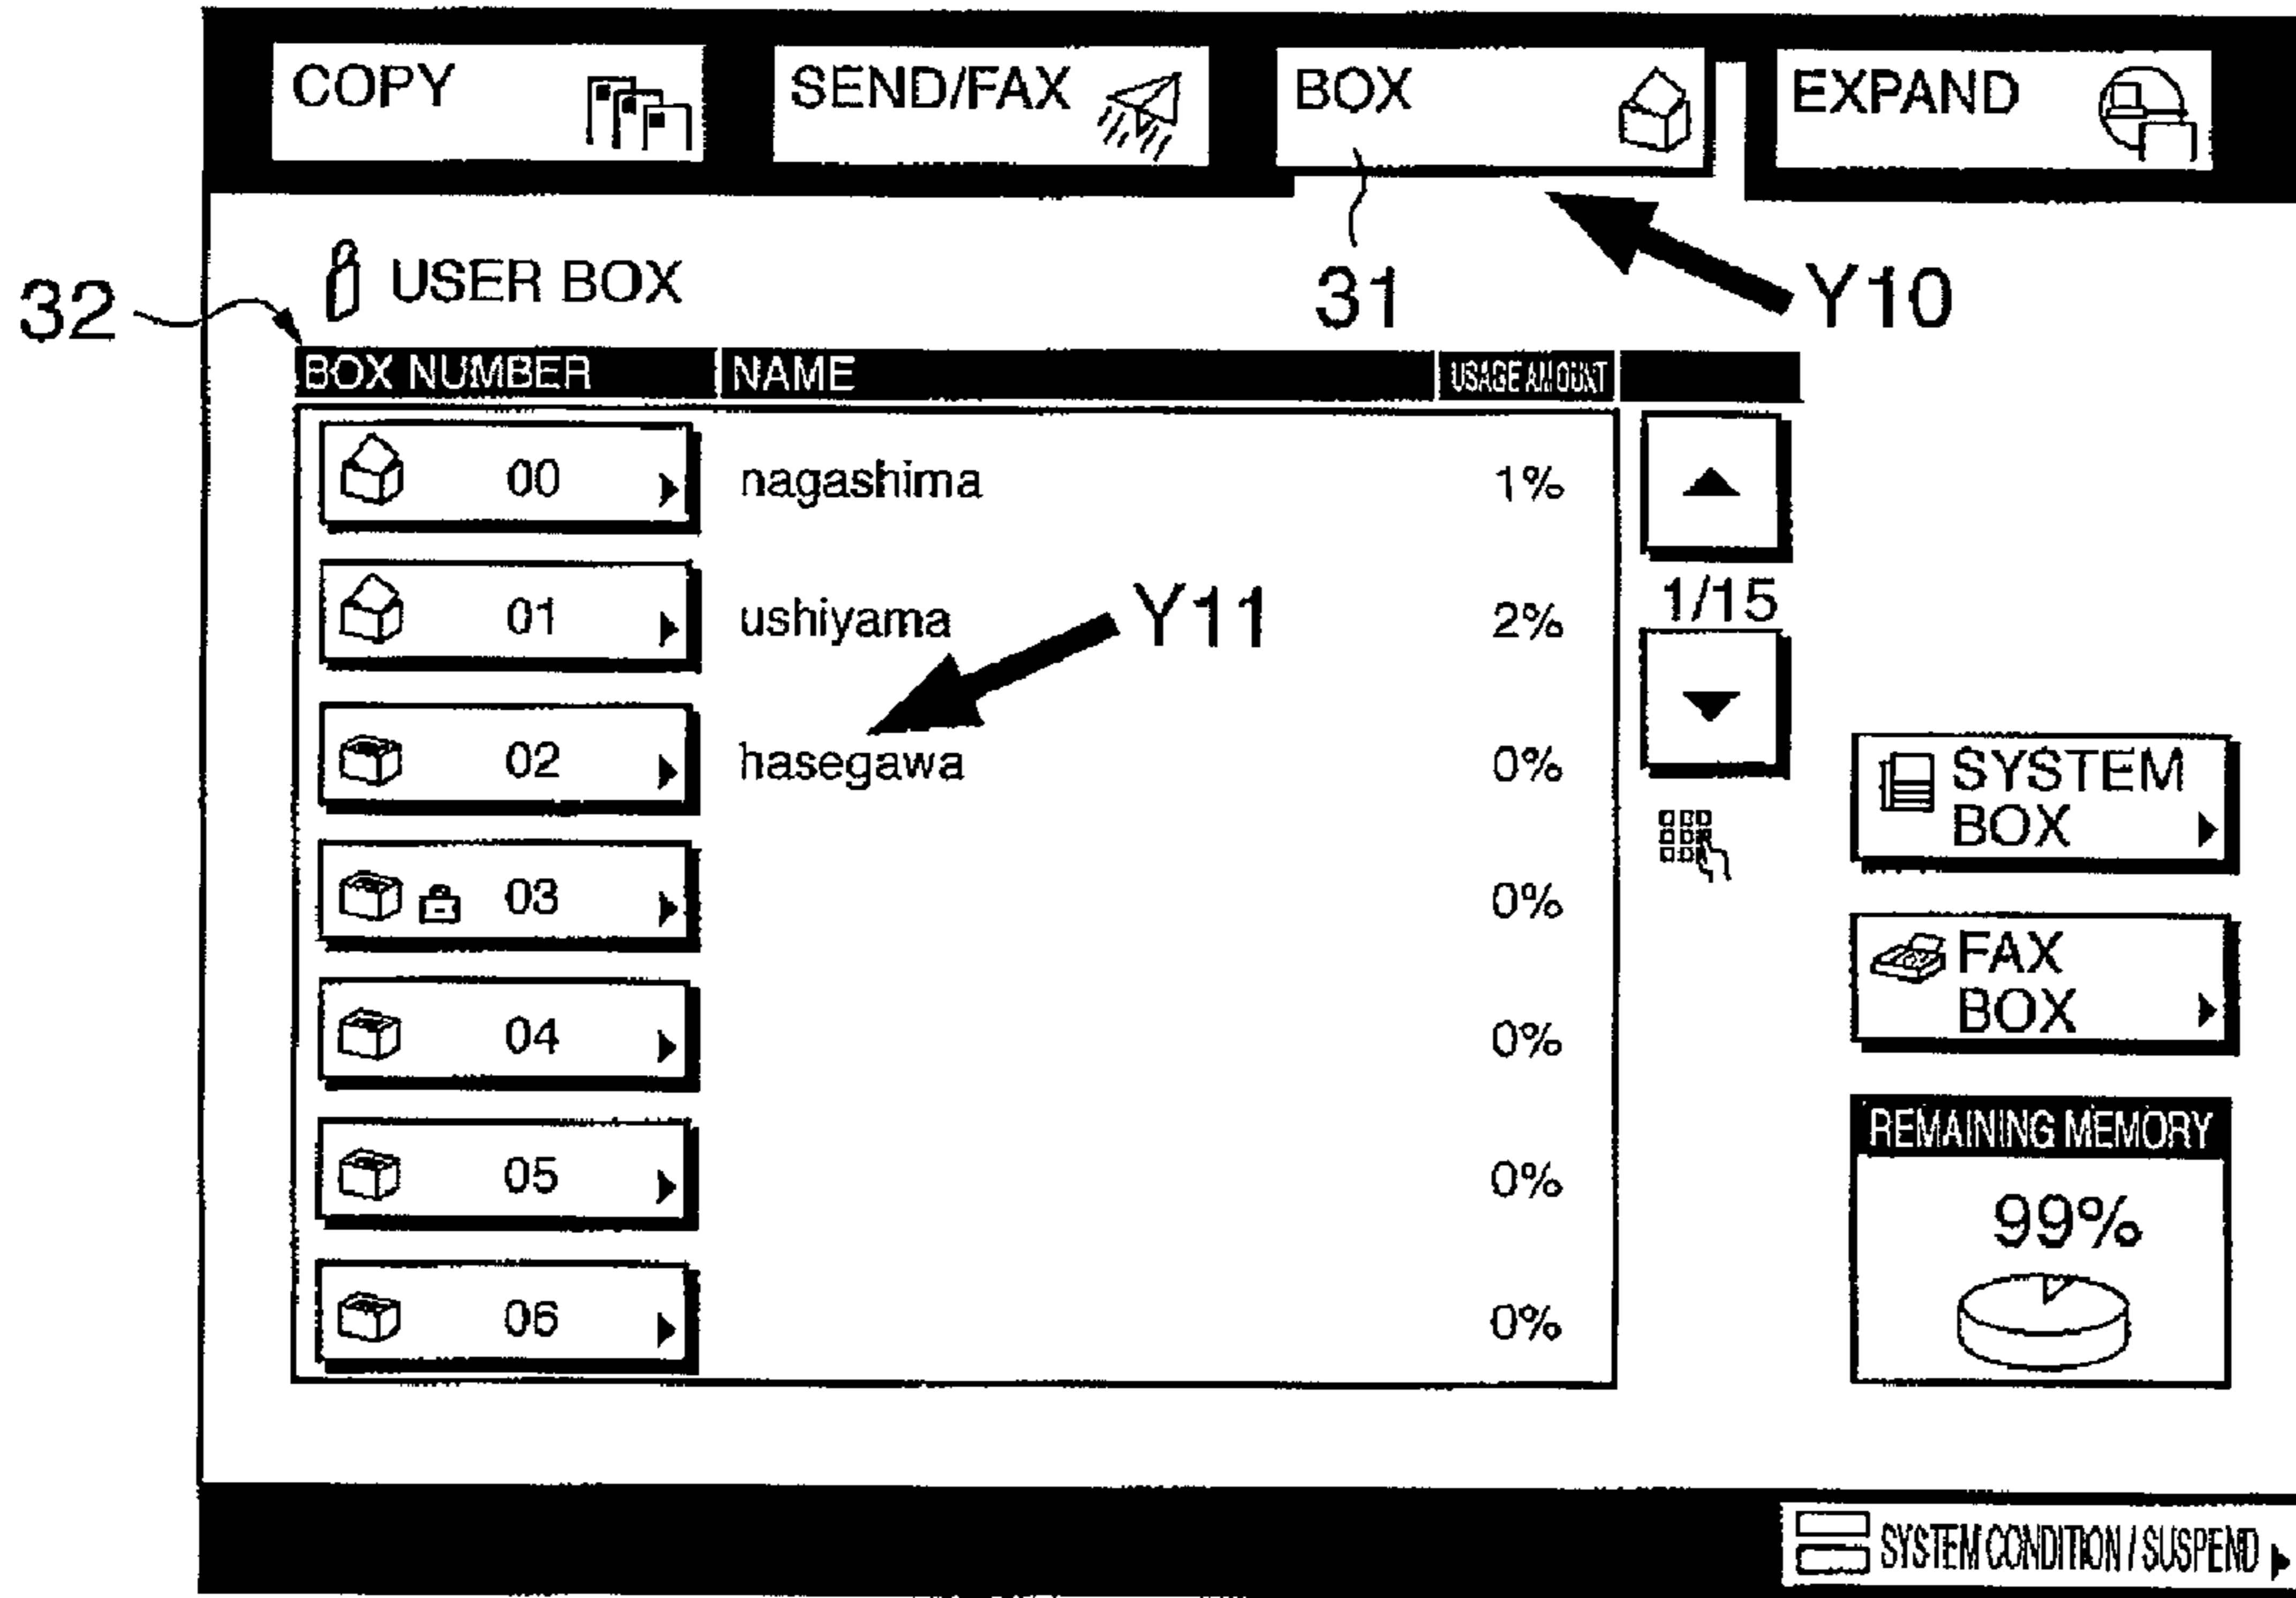 COPY
SEND/FAX
BOX
EXPAND
USER BOX
32
31
Y10
BOX NUMBER NAME USAGE AMOUNT
00 nagashima 1%
01 ushiyama 2%
Y11
1/15
02 hasegawa 0%
03 0%
04 0%
05 0%
06 0%
SYSTEM
BOX
FAX
BOX
REMAINING MEMORY
99%
SYSTEM CONDITION / SUSPEND